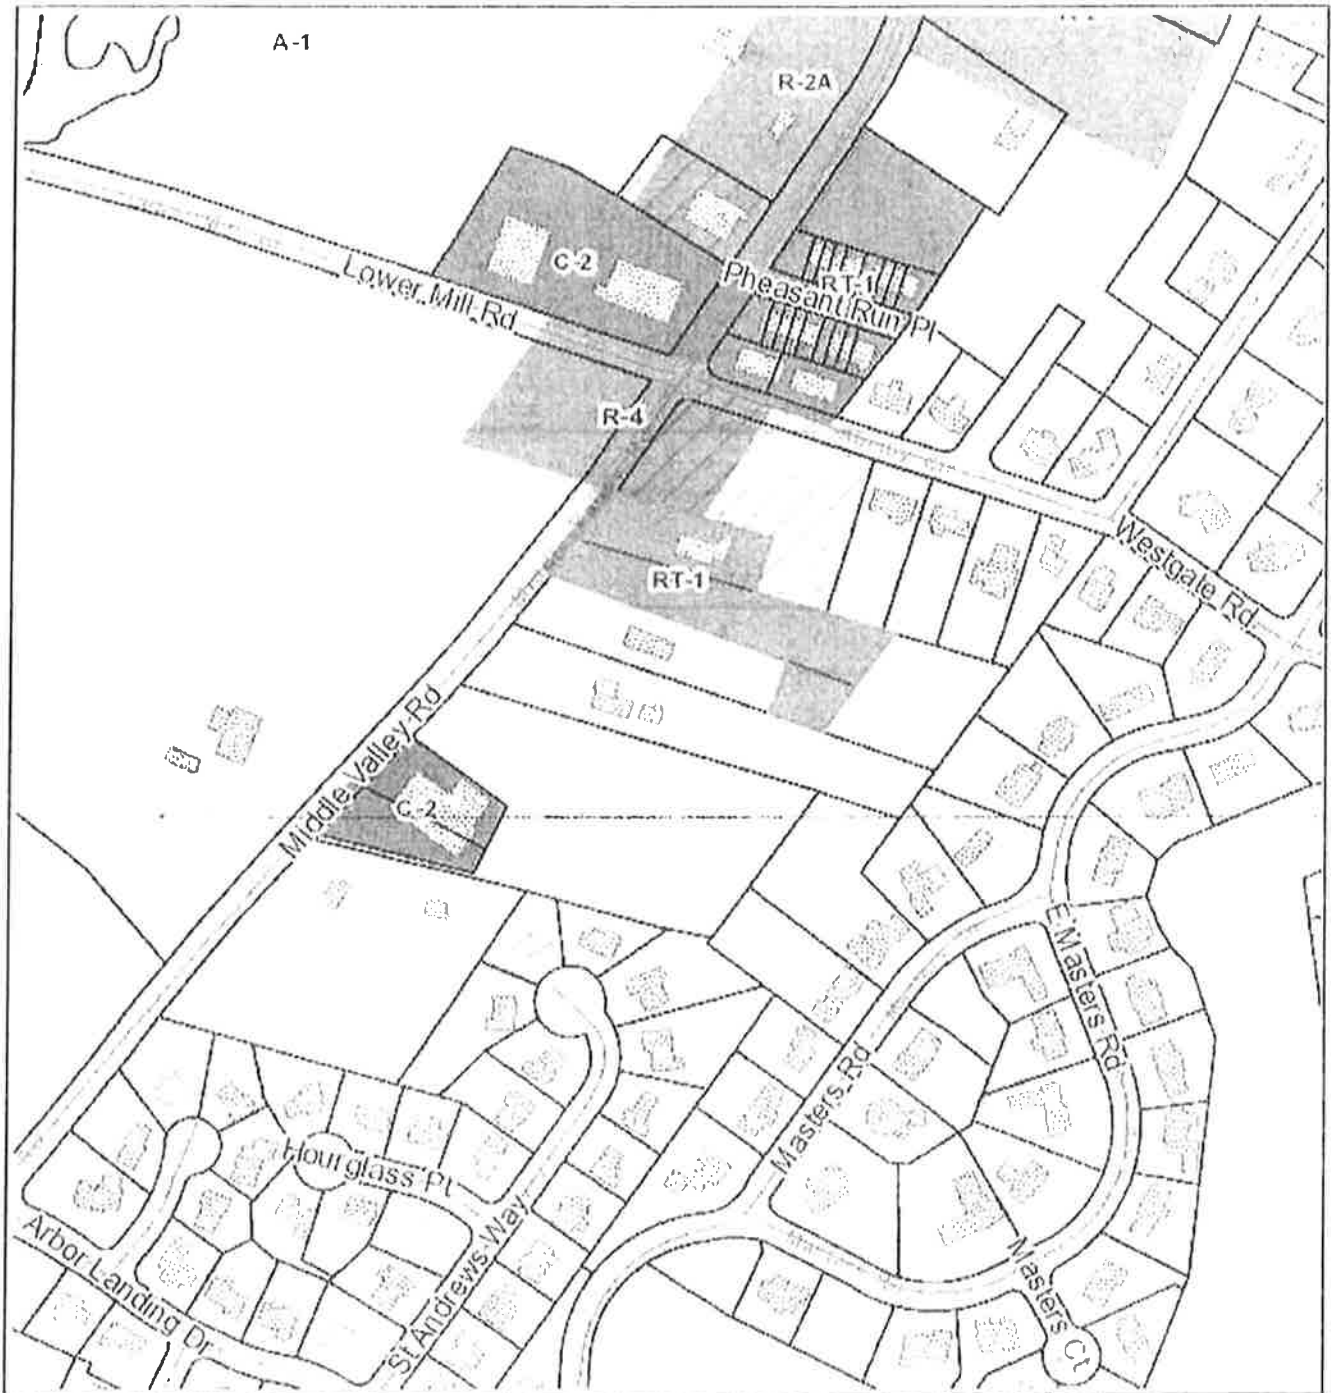 A-1
R-2A
C-2
Lower Mill Rd
RT-1
Pheasant Run Pl
R-4
Westgate Rd
RT-1
Middle Valley Rd
C-2
E Masters Rd
Masters Rd
Hourglass Pl
St Andrews Way
Arbor Landing Dr
Masters Ct